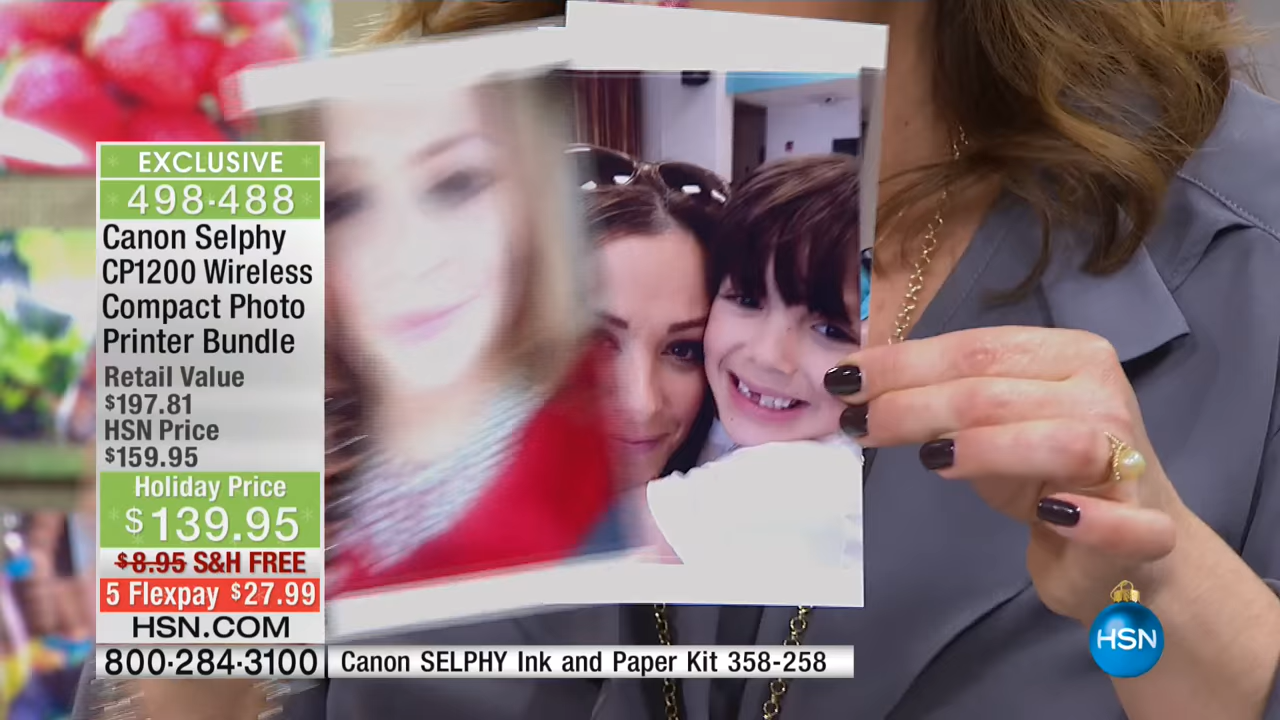 EXCLUSIVE
498·488
Canon Selphy
CP1200 Wireless
Compact Photo
Printer Bundle
Retail Value
$197.81
HSN Price
$159.95
Holiday Price
$139.95
$8.95 S&H FREE
5 Flexpay $27.99
HSN.COM
800·284·3100
Canon SELPHY Ink and Paper Kit 358-258
HSN